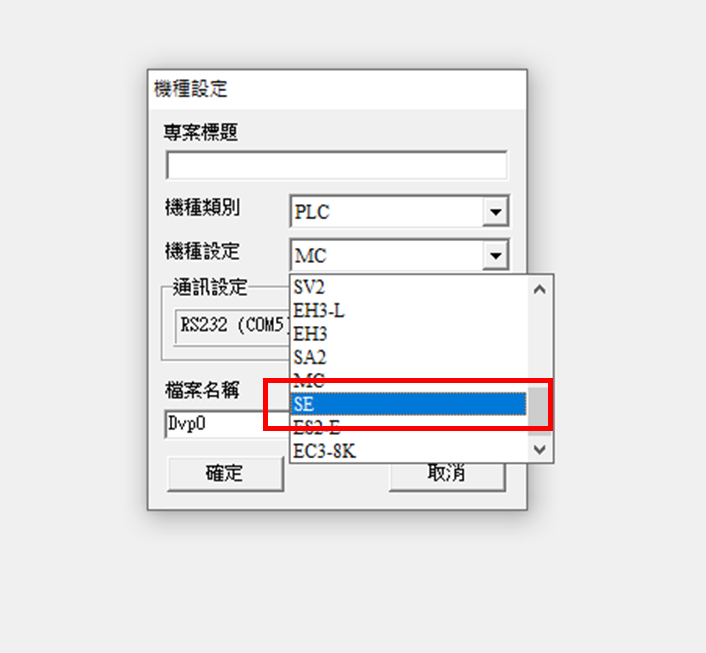 機種設定
專案標題
機種類別 PLC
機種設定 MC
通訊設定
SV2
EH3-L
RS232 (COM5)
EH3
SA2
MC
檔案名稱
SE
Dvp0
ES2-E
EC3-8K
確定
取消